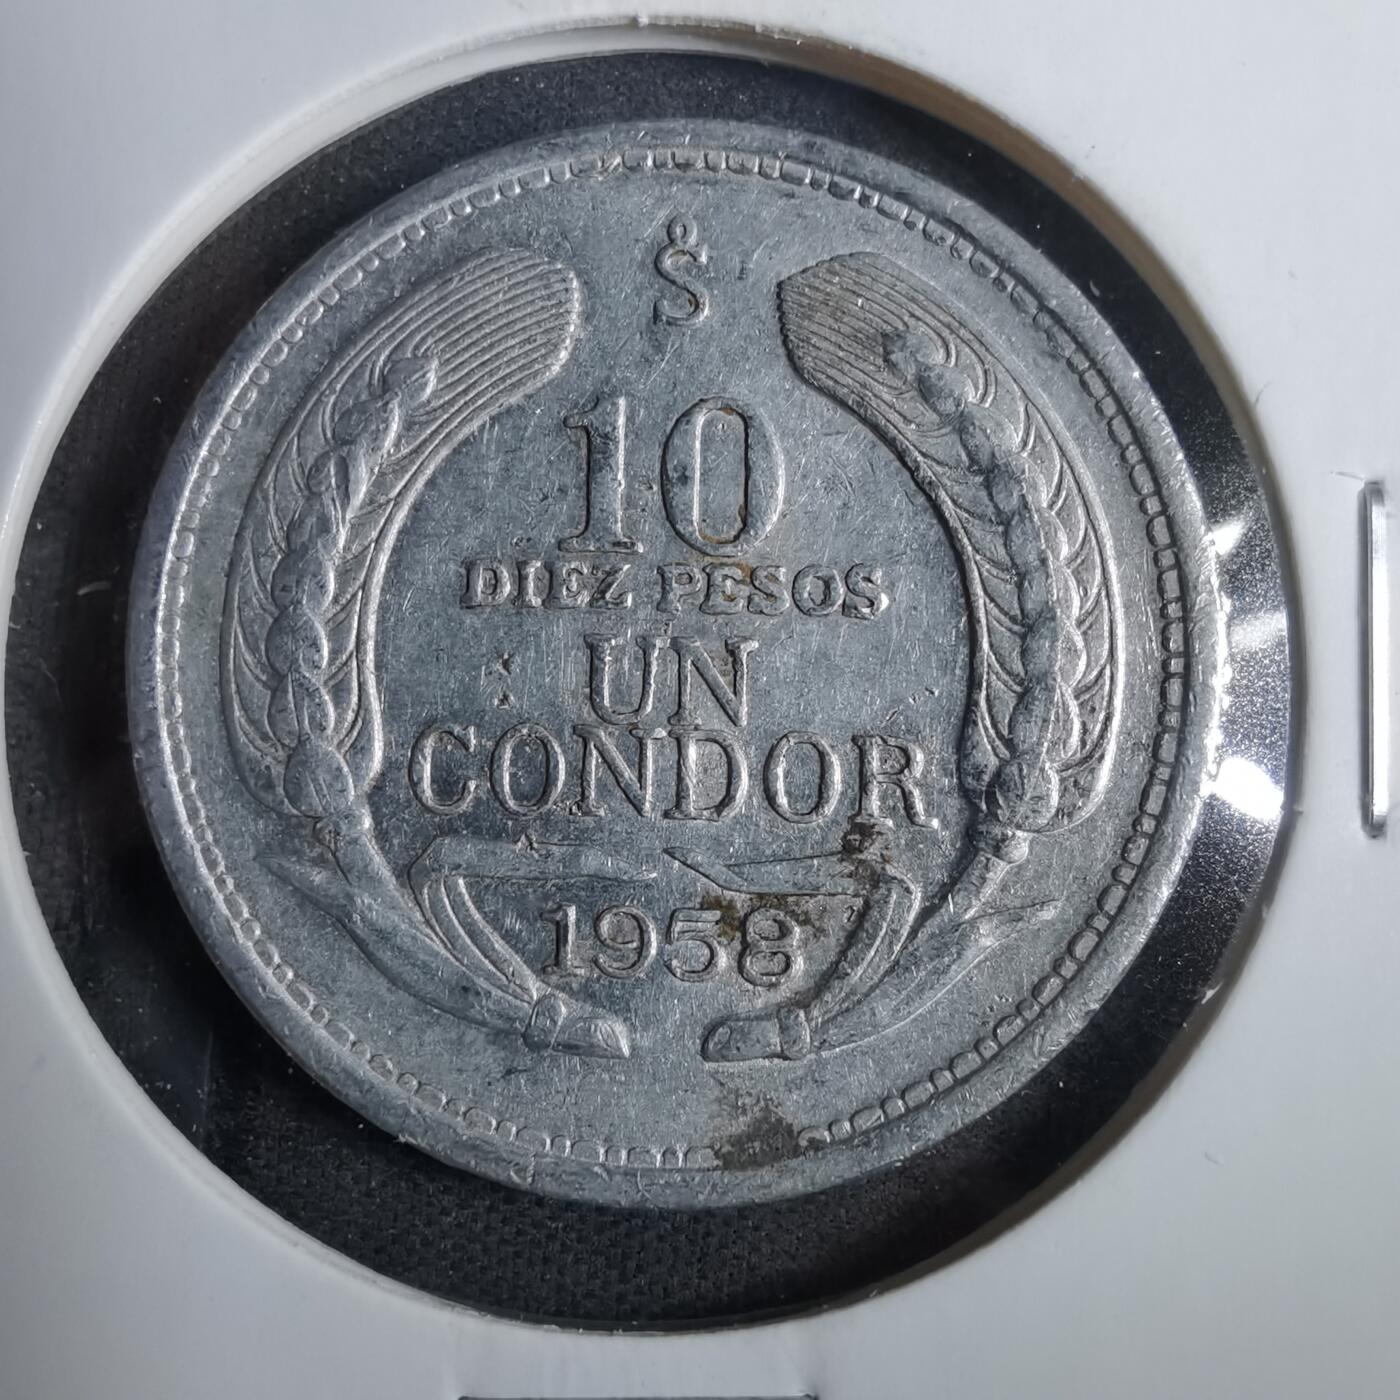 S
10
DIEZ PESOS
UN
CONDOR
1958